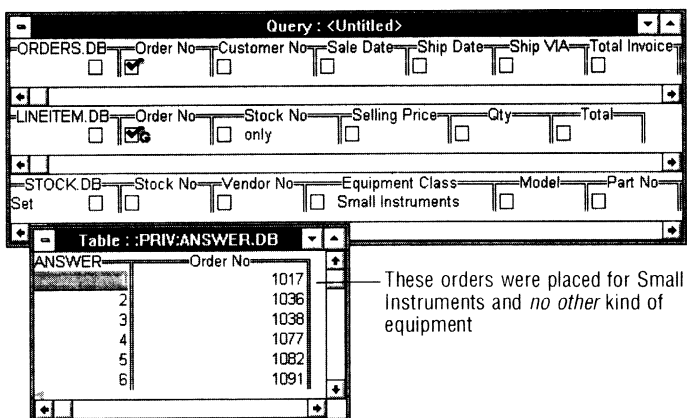 Query : <Untitled>
ORDERS.DB Order No Customer No Sale Date Ship Date Ship VIA Total Invoice
LINEITEM.DB Order No Stock No Selling Price Qty Total
G only
STOCK.DB Stock No Vendor No Equipment Class Model Part No
Set Small Instruments
Table : :PRIV:ANSWER.DB
ANSWER Order No
1017
2 1036
3 1038
4 1077
5 1082
6 1091
These orders were placed for Small
Instruments and no other kind of
equipment